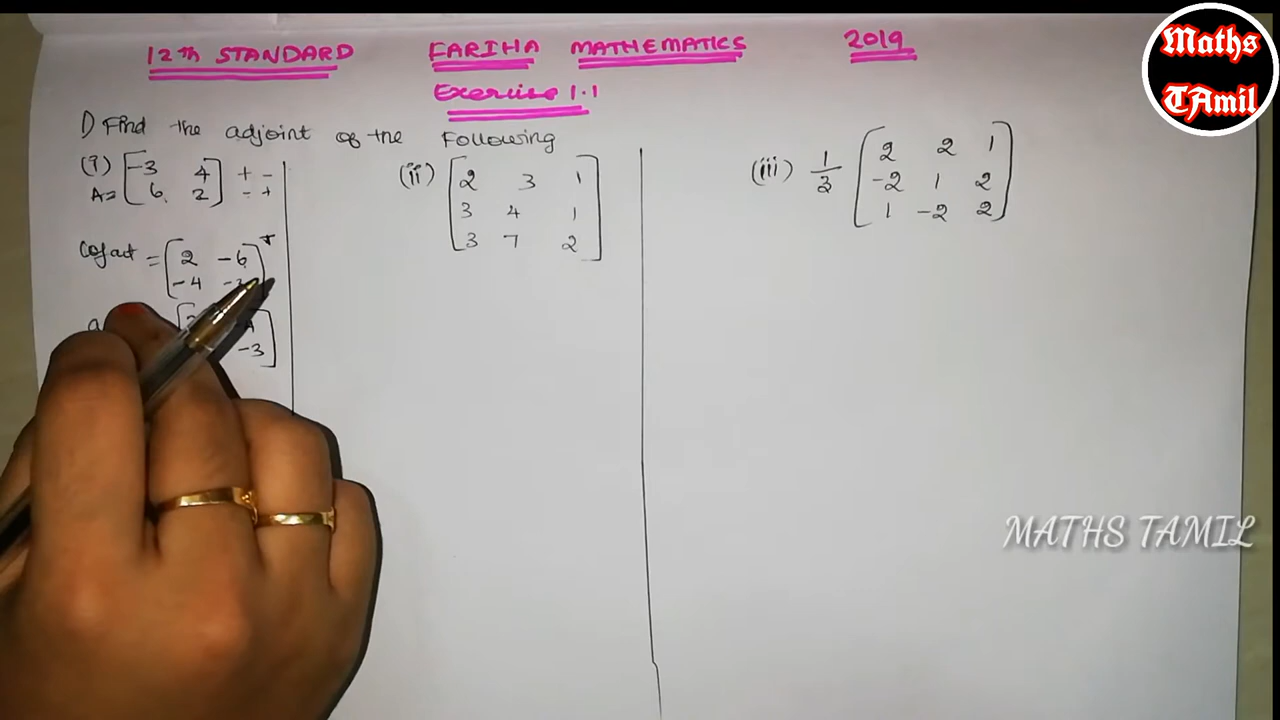 12th STANDARD FARIHA MATHEMATICS 2019
Exercise 1.1
1) Find the adjoint of the Following
(i) A= [-3 4
6 2] + -
- +
Cofact = [2 -6
-4 ]T
-3]
(ii) [2 3 1
3 4 1
3 7 2]
(iii) 1/3 [2 2 1
-2 1 2
1 -2 2]
Maths
TAmil
MATHS TAMIL